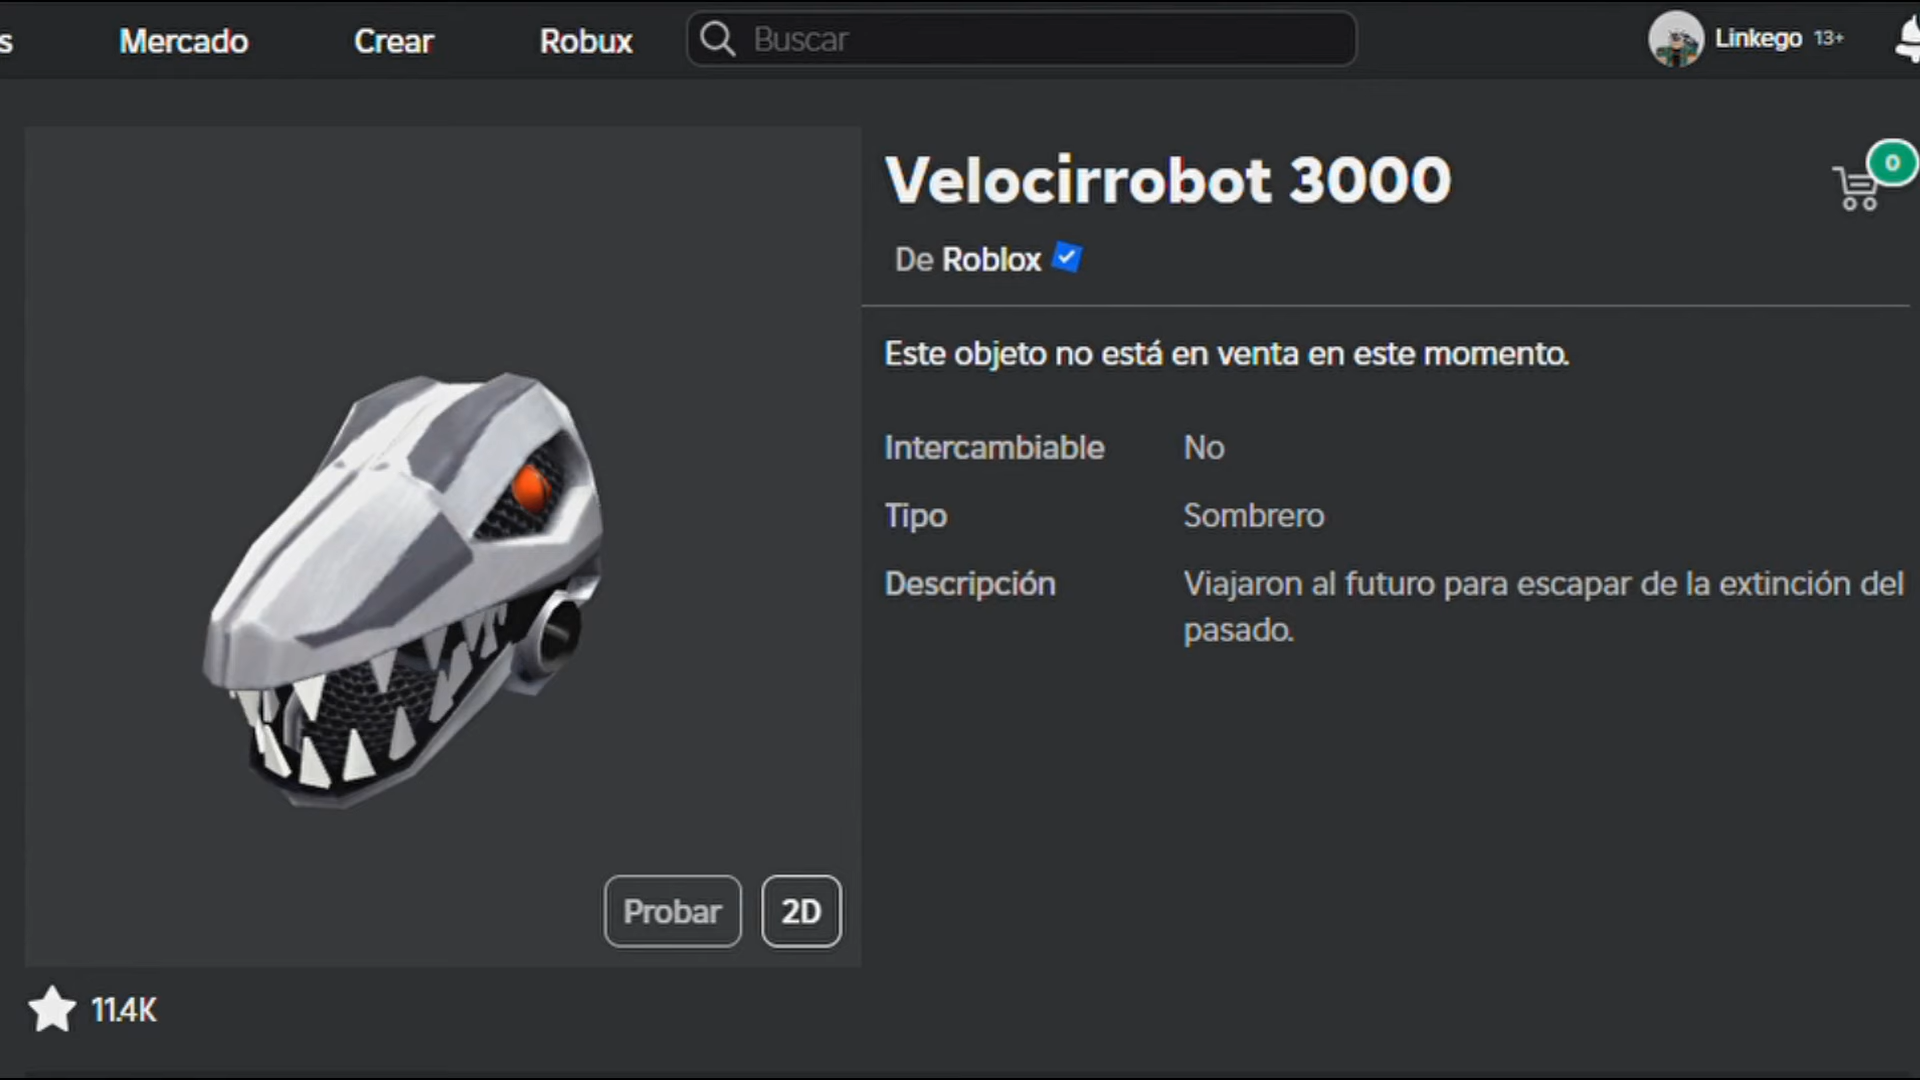 s Mercado Crear Robux Buscar Linkego 13+
Velocirrobot 3000
0
De Roblox
Este objeto no está en venta en este momento.
Intercambiable No
Tipo Sombrero
Descripción Viajaron al futuro para escapar de la extinción del
pasado.
Probar 2D
11.4K